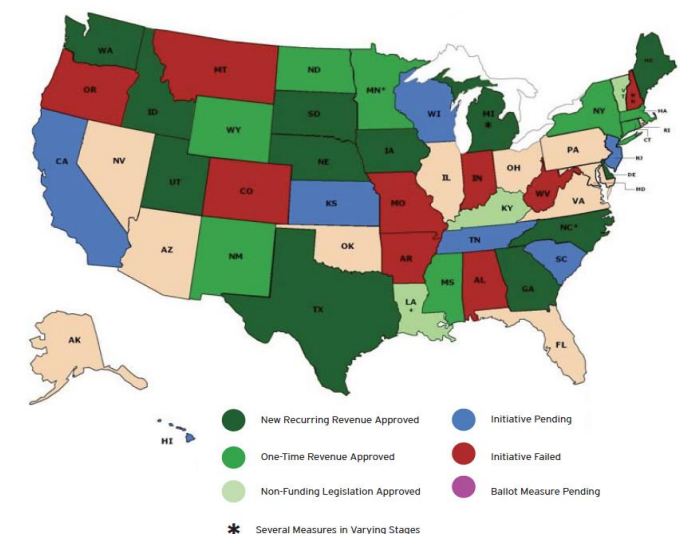 WA
OR
CA
ID
NV
MT
WY
UT
AZ
CO
NM
ND
SD
NE
KS
OK
TX
MN*
IA
MO
AR
LA
*
WI
IL
MI
*
IN
OH
KY
TN
MS
AL
GA
FL
SC
NC*
VA
WV
PA
NY
V
T
ME
MA
RI
CT
NJ
DE
MD
AK
HI
New Recurring Revenue Approved
Initiative Pending
One-Time Revenue Approved
Initiative Failed
Non-Funding Legislation Approved
Ballot Measure Pending
* Several Measures in Varying Stages